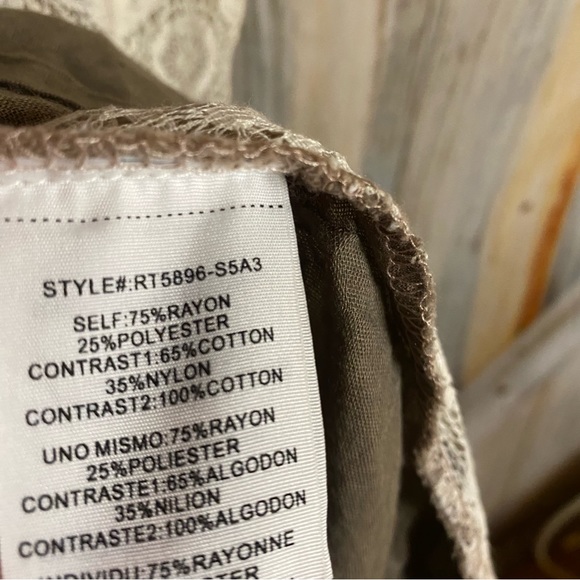 STYLE#:RT5896-S5A3
SELF:75%RAYON
25%POLYESTER
CONTRAST1:65%COTTON
35%NYLON
CONTRAST2:100%COTTON
UNO MISMO:75%RAYON
25%POLIESTER
CONTRASTE1:65%ALGODON
35%NILION
CONTRASTE2:100%ALGODON
INDIVIDU:75%RAYONNE